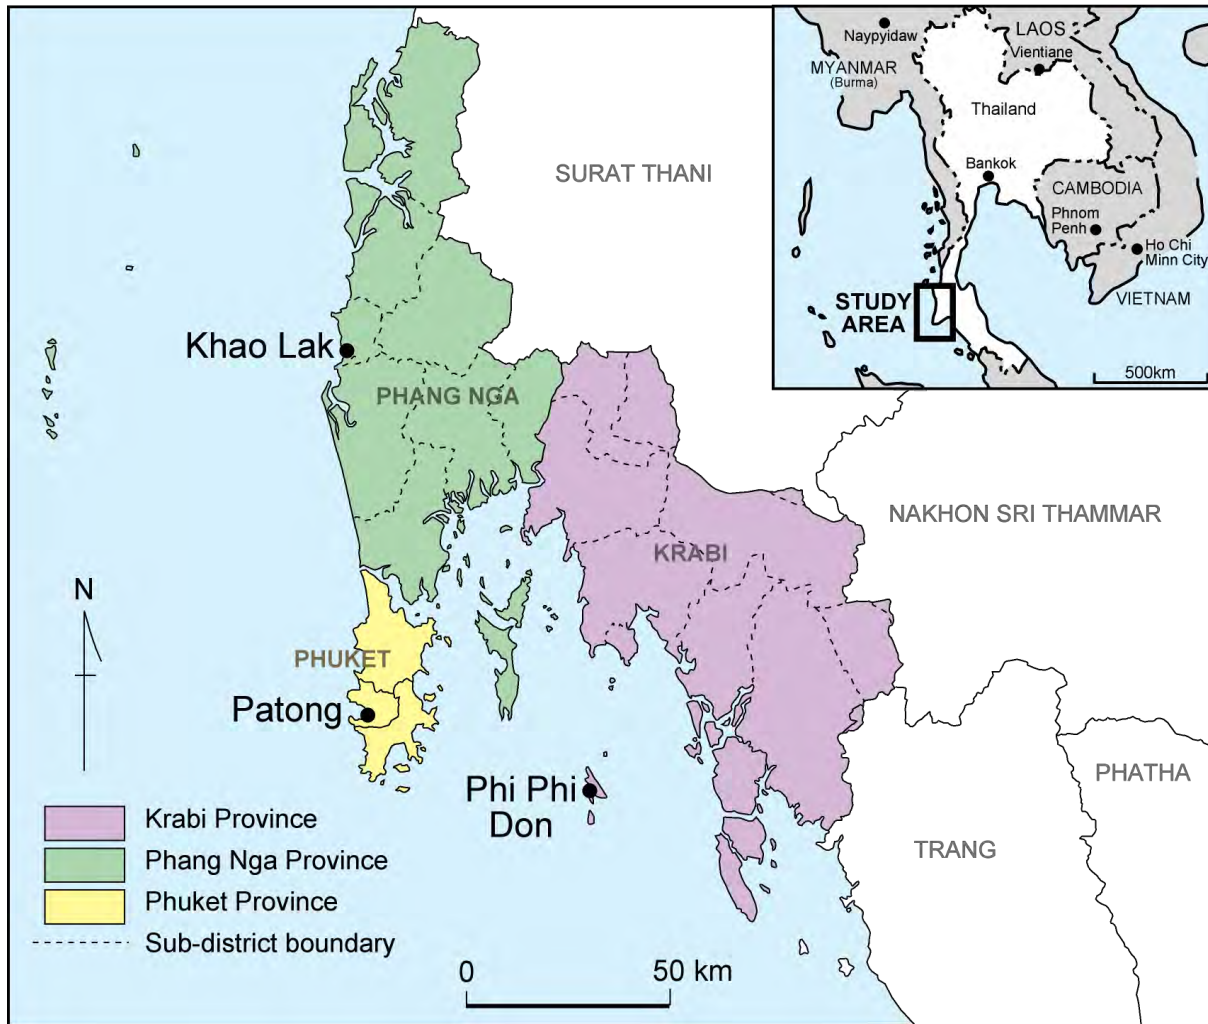 SURAT THANI
Khao Lak
PHANG NGA
NAKHON SRI THAMMAR
KRABI
N
PHUKET
Patong
Phi Phi
Don
PHATHA
TRANG
Krabi Province
Phang Nga Province
Phuket Province
Sub-district boundary
0
50 km
Naypyidaw
LAOS
Vientiane
MYANMAR
(Burma)
Thailand
Bankok
CAMBODIA
Phnom
Penh
Ho Chi
Minn City
VIETNAM
STUDY
AREA
500km